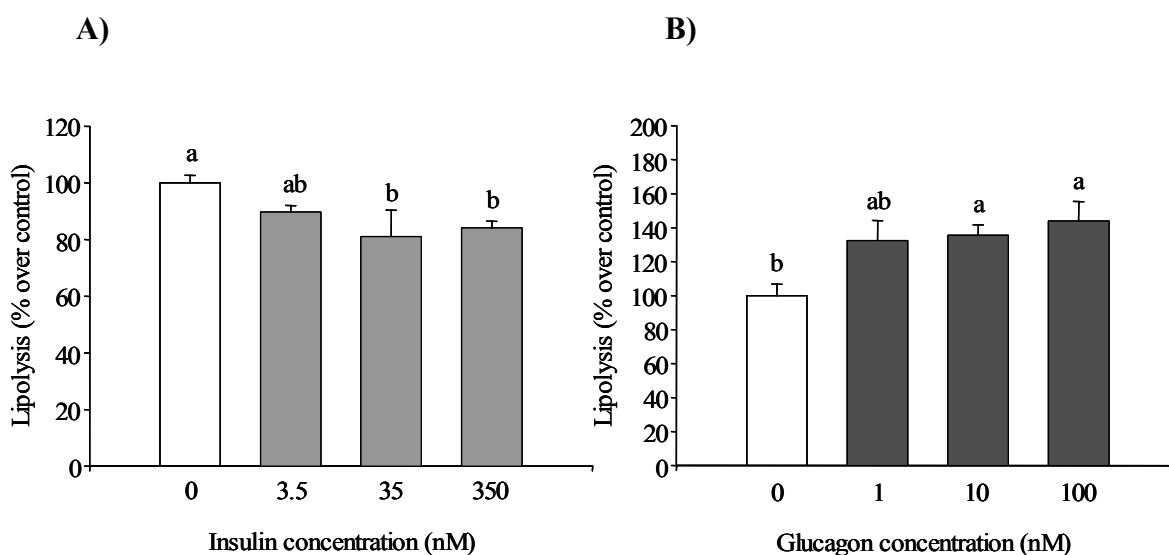 A)
B)
Lipolysis (% over control)
120
100
80
60
40
20
0
a
ab
b
b
0 3.5 35 350
Insulin concentration (nM)
Lipolysis (% over control)
200
180
160
140
120
100
80
60
40
20
0
b
ab
a
a
0 1 10 100
Glucagon concentration (nM)